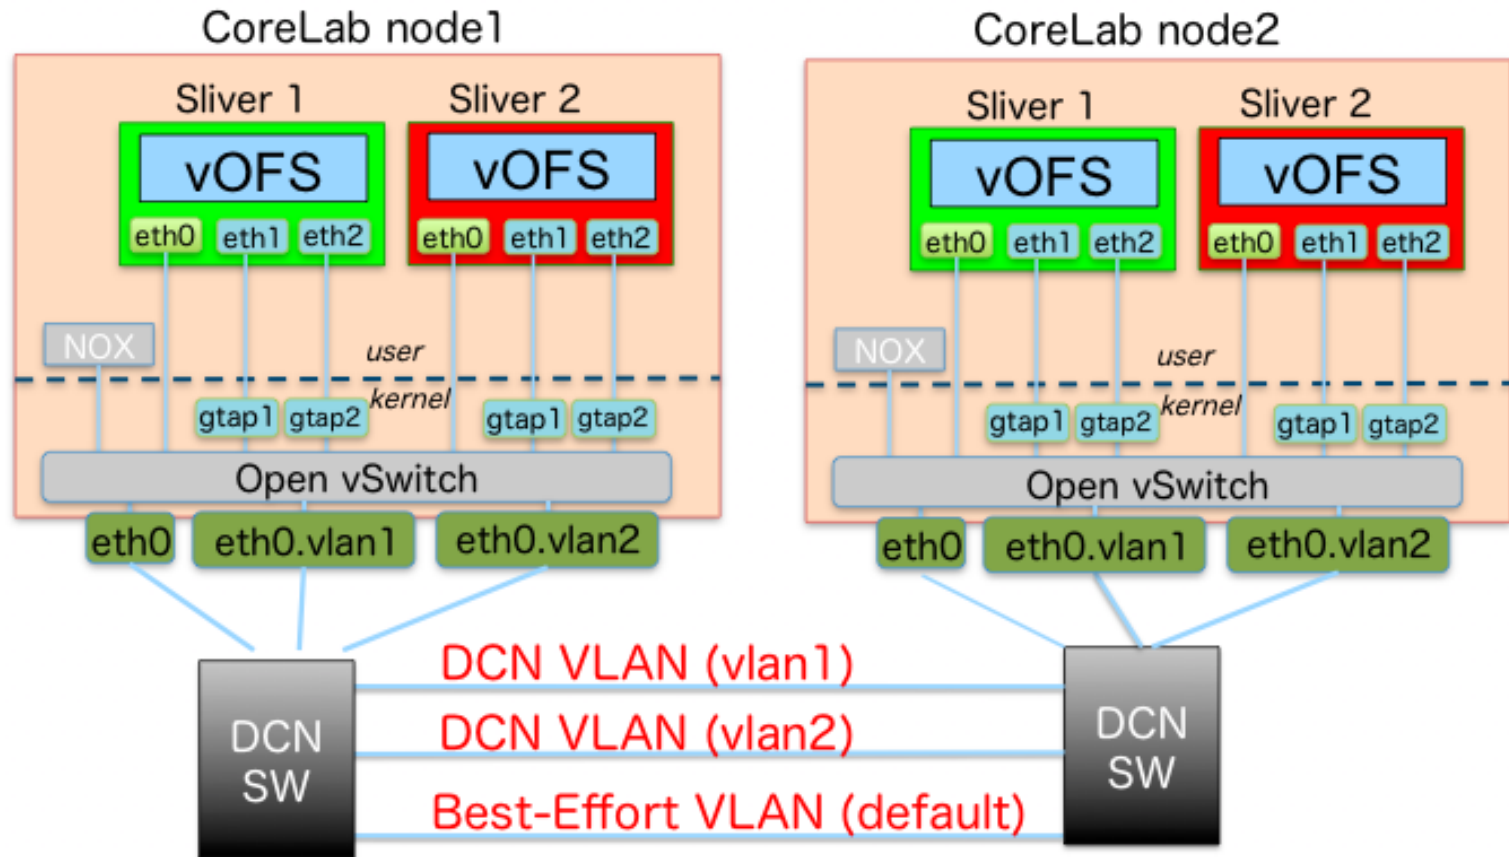 CoreLab node1
CoreLab node2
Sliver 1
Sliver 2
vOFS
vOFS
eth0 eth1 eth2
eth0 eth1 eth2
NOX
user
kernel
gtap1 gtap2
gtap1 gtap2
Open vSwitch
eth0 eth0.vlan1 eth0.vlan2
Sliver 1
Sliver 2
vOFS
vOFS
eth0 eth1 eth2
eth0 eth1 eth2
NOX
user
kernel
gtap1 gtap2
gtap1 gtap2
Open vSwitch
eth0 eth0.vlan1 eth0.vlan2
DCN
SW
DCN VLAN (vlan1)
DCN VLAN (vlan2)
Best-Effort VLAN (default)
DCN
SW